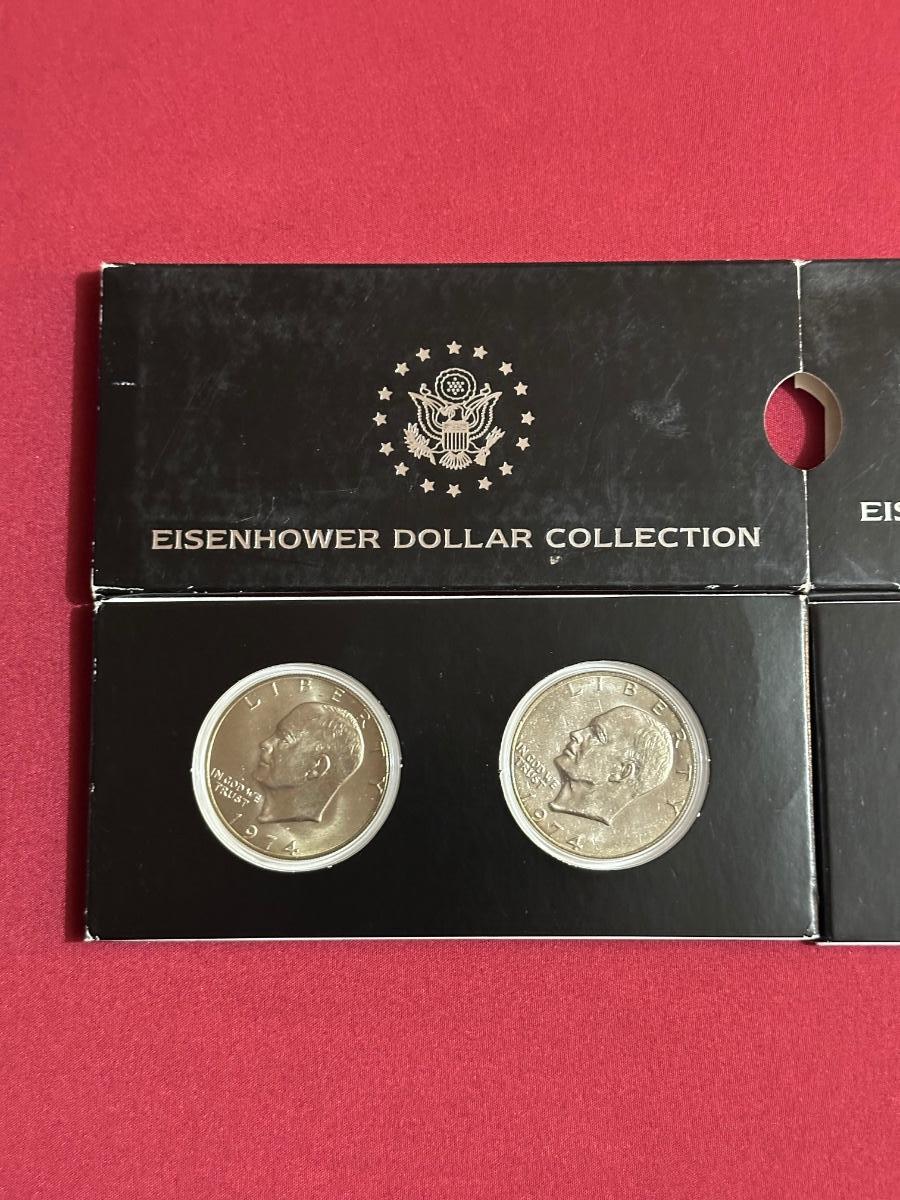 EISENHOWER DOLLAR COLLECTION
EIS
LIBERTY
IN GOD WE
TRUST
1974
LIBERTY
IN GOD WE
TRUST
1974